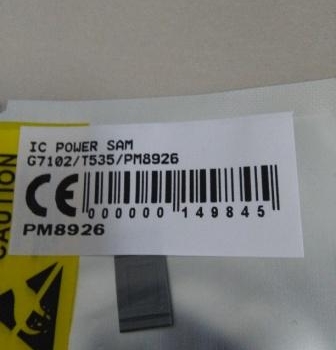 IC POWER SAM
G7102/T535/PM8926
CE
000000 149845
PM8926
CAUTION